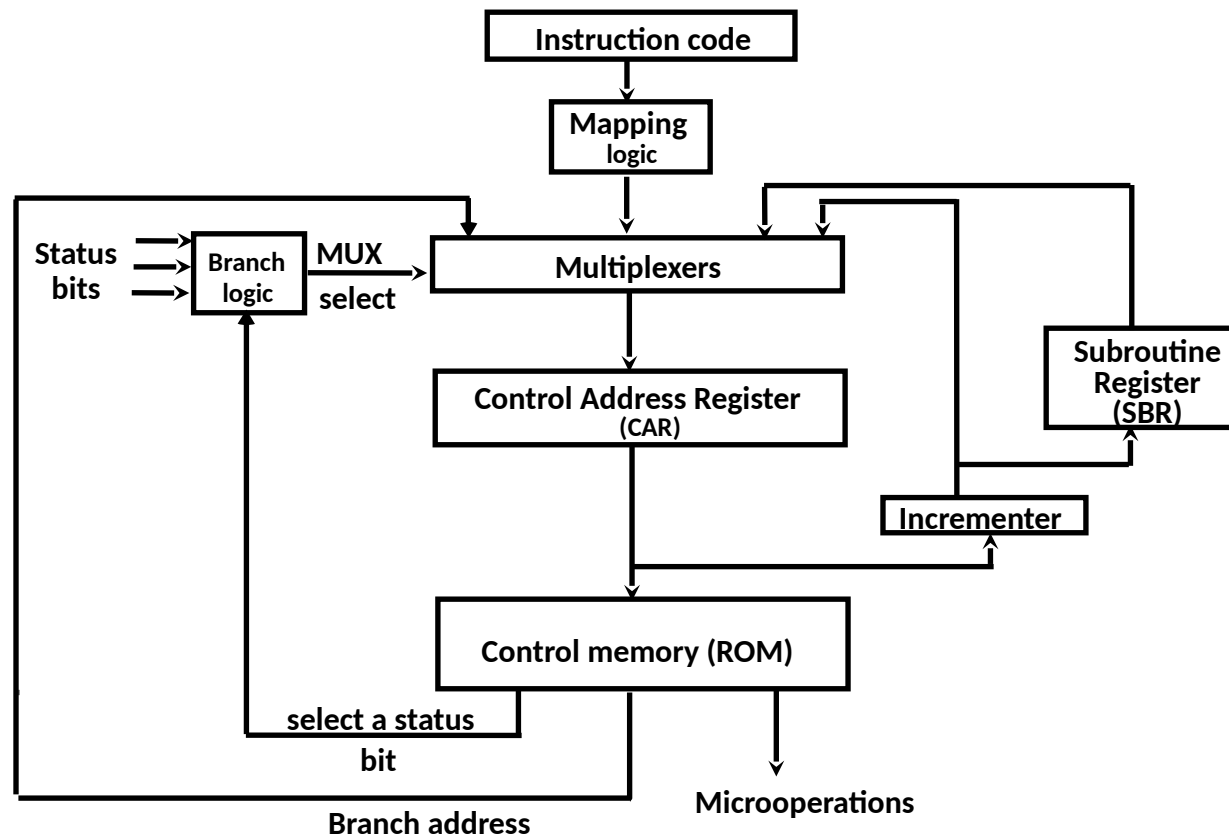 Instruction code
Mapping
logic
Status
bits
Branch
logic
MUX
select
Multiplexers
Subroutine
Register
(SBR)
Control Address Register
(CAR)
Incrementer
Control memory (ROM)
select a status
bit
Microoperations
Branch address